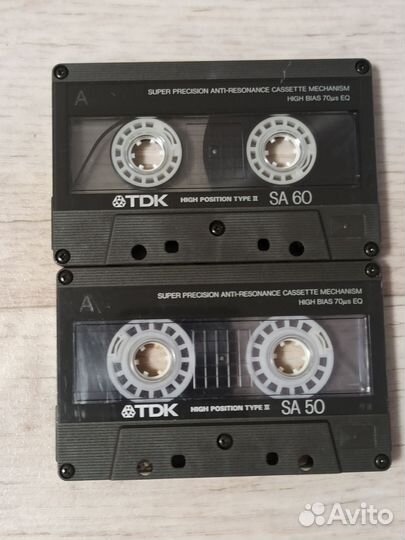 A
SUPER PRECISION ANTI-RESONANCE CASSETTE MECHANISM
HIGH BIAS 70µs EQ
TDK HIGH POSITION TYPE II SA 60
A
SUPER PRECISION ANTI-RESONANCE CASSETTE MECHANISM
HIGH BIAS 70µs EQ
TDK HIGH POSITION TYPE II SA 50
Avito